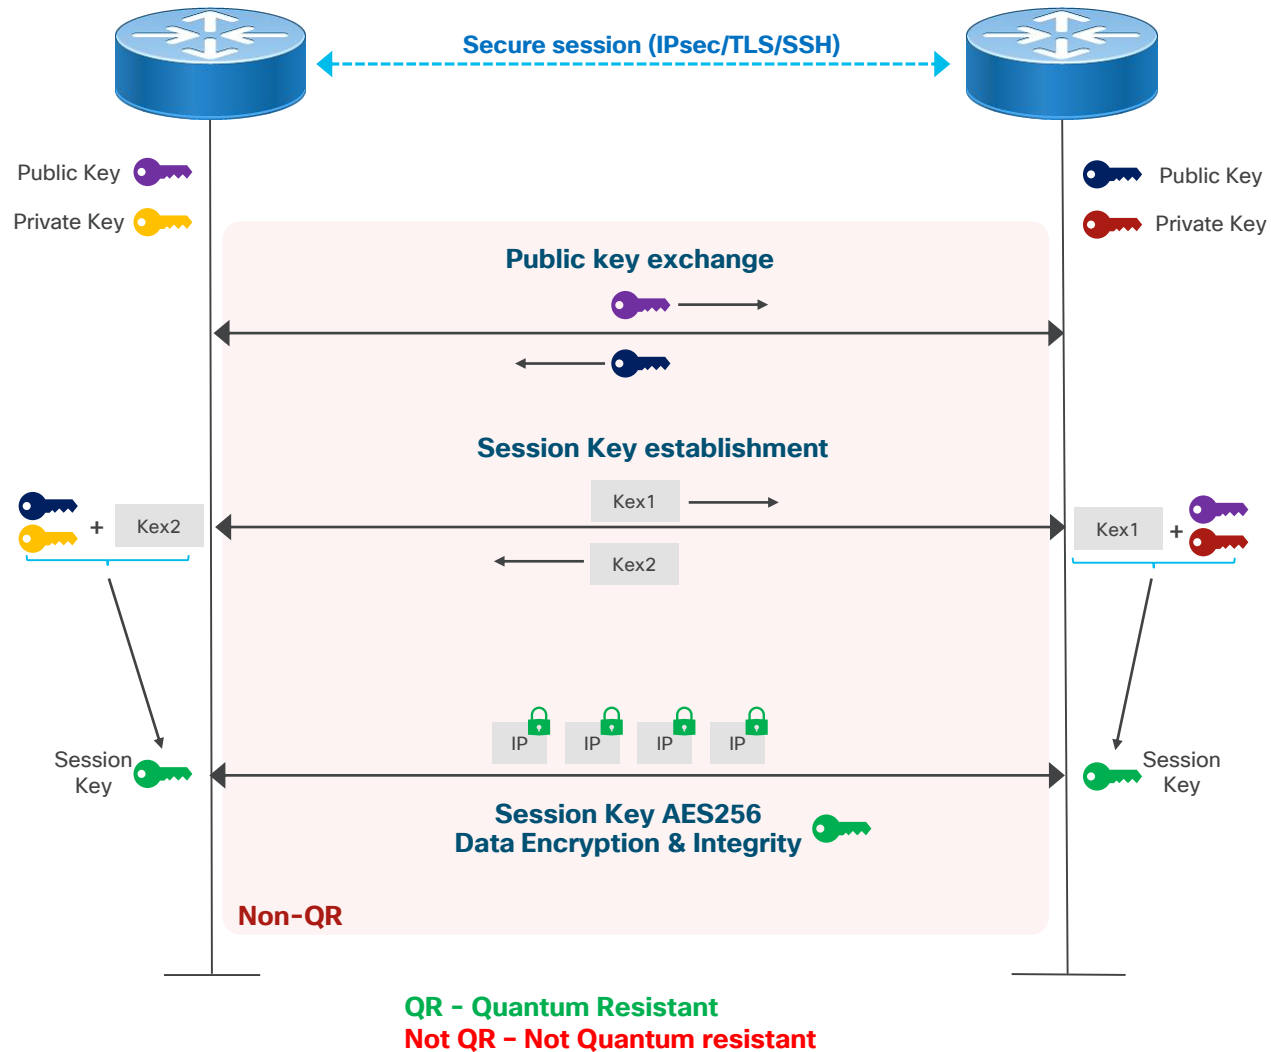 Secure session (IPsec/TLS/SSH)
Public Key
Private Key
Public Key
Private Key
Public key exchange
Session Key establishment
Kex1
Kex2
+ Kex2
Kex1 +
IP IP IP IP
Session
Key
Session
Key
Session Key AES256
Data Encryption & Integrity
Non-QR
QR - Quantum Resistant
Not QR – Not Quantum resistant